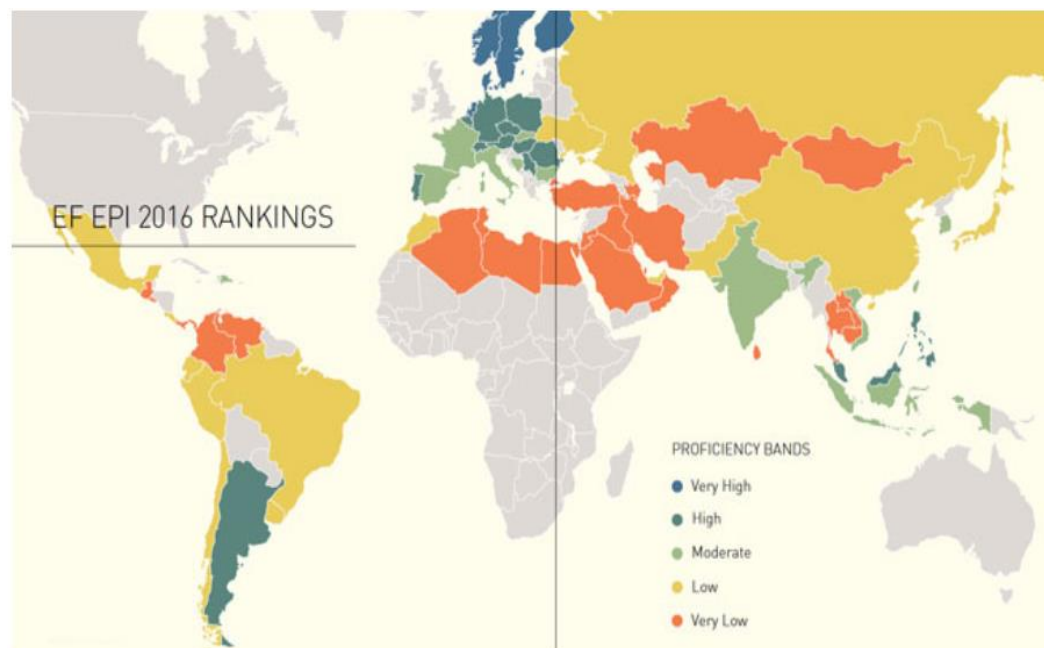 EF EPI 2016 RANKINGS
PROFICIENCY BANDS
Very High
High
Moderate
Low
Very Low